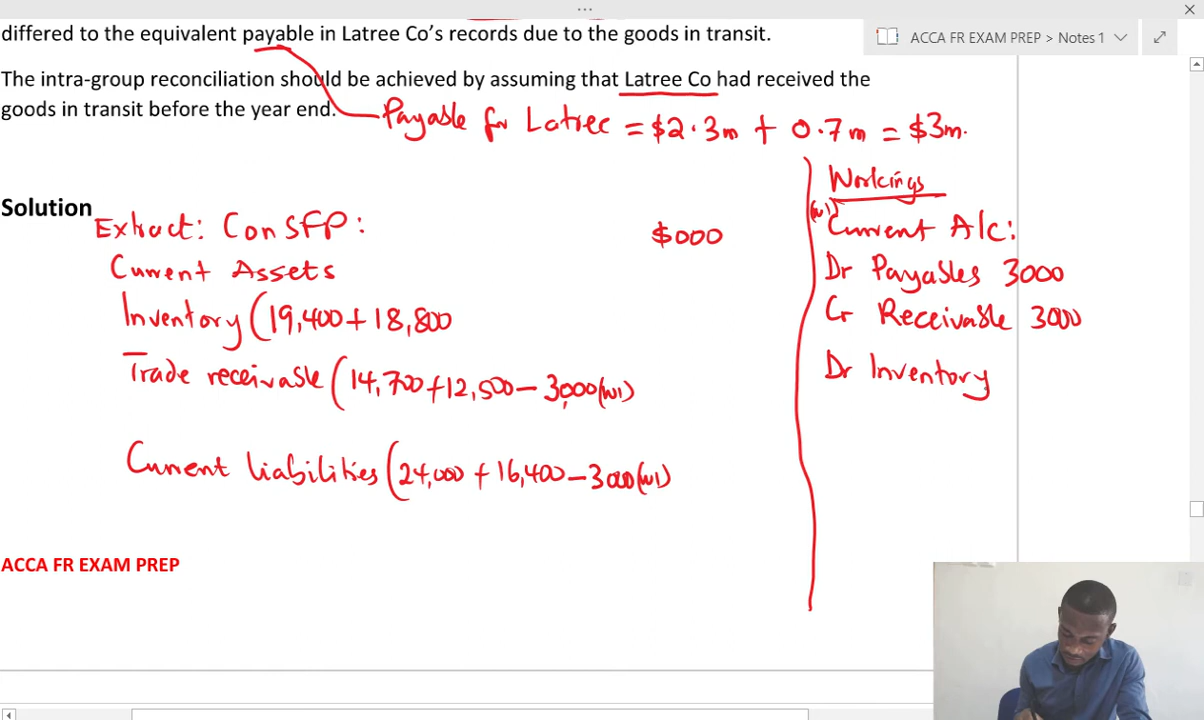 differed to the equivalent payable in Latree Co's records due to the goods in transit.
ACCA FR EXAM PREP > Notes 1
The intra-group reconciliation should be achieved by assuming that Latree Co had received the
goods in transit before the year end.
Payable for Latree = $2.3m + 0.7m = $3m.
Solution
Extract: ConSFP:
$000
Current Assets
Inventory (19,400+18,800
Trade receivable (14,700+12,500-3,000(w1)
Current liabilities (24,000+16,400-3000(w1)
Workings
(w1)
Current A/c:
Dr Payables 3000
Cr Receivable 3000
Dr Inventory
ACCA FR EXAM PREP